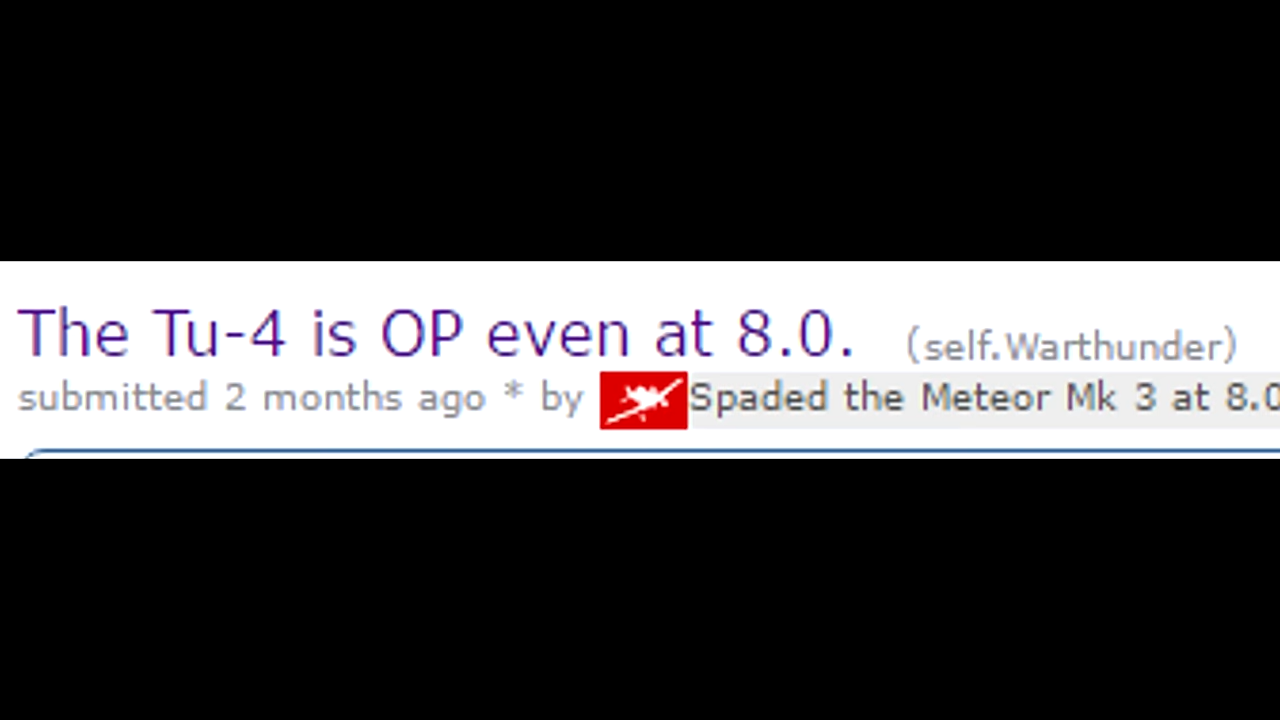 The Tu-4 is OP even at 8.0. (self.Warthunder)
submitted 2 months ago * by Spaded the Meteor Mk 3 at 8.0